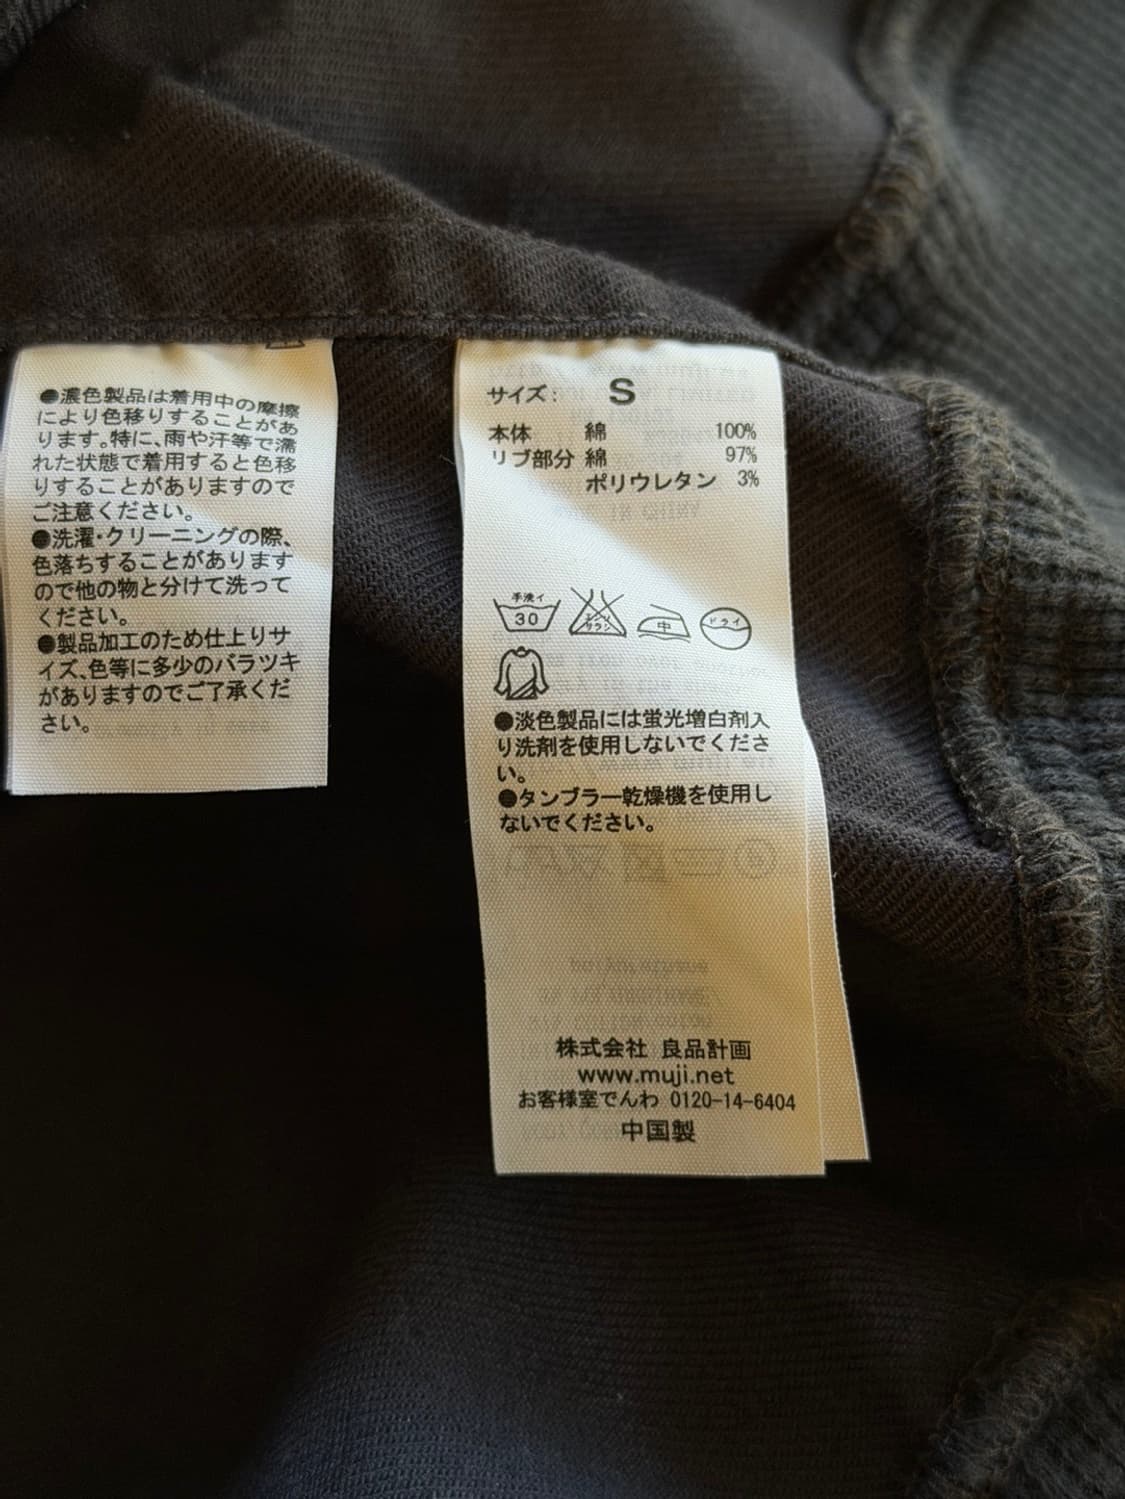 ●濃色製品は着用中の摩擦
により色移りすることがあ
ります。特に、雨や汗等で濡
れた状態で着用すると色移
りすることがありますので
ご注意ください。
●洗濯・クリーニングの際、
色落ちすることがあります
ので他の物と分けて洗って
ください。
●製品加工のため仕上りサ
イズ、色等に多少のバラツキ
がありますのでご了承くだ
さい。
サイズ: S
本体 綿 100%
リブ部分 綿 97%
ポリウレタン 3%
手洗イ
30
エンソ
サラシ
中
ドライ
●淡色製品には蛍光増白剤入
り洗剤を使用しないでくださ
い。
●タンブラー乾燥機を使用し
ないでください。
株式会社 良品計画
www.muji.net
お客様室でんわ 0120-14-6404
中国製